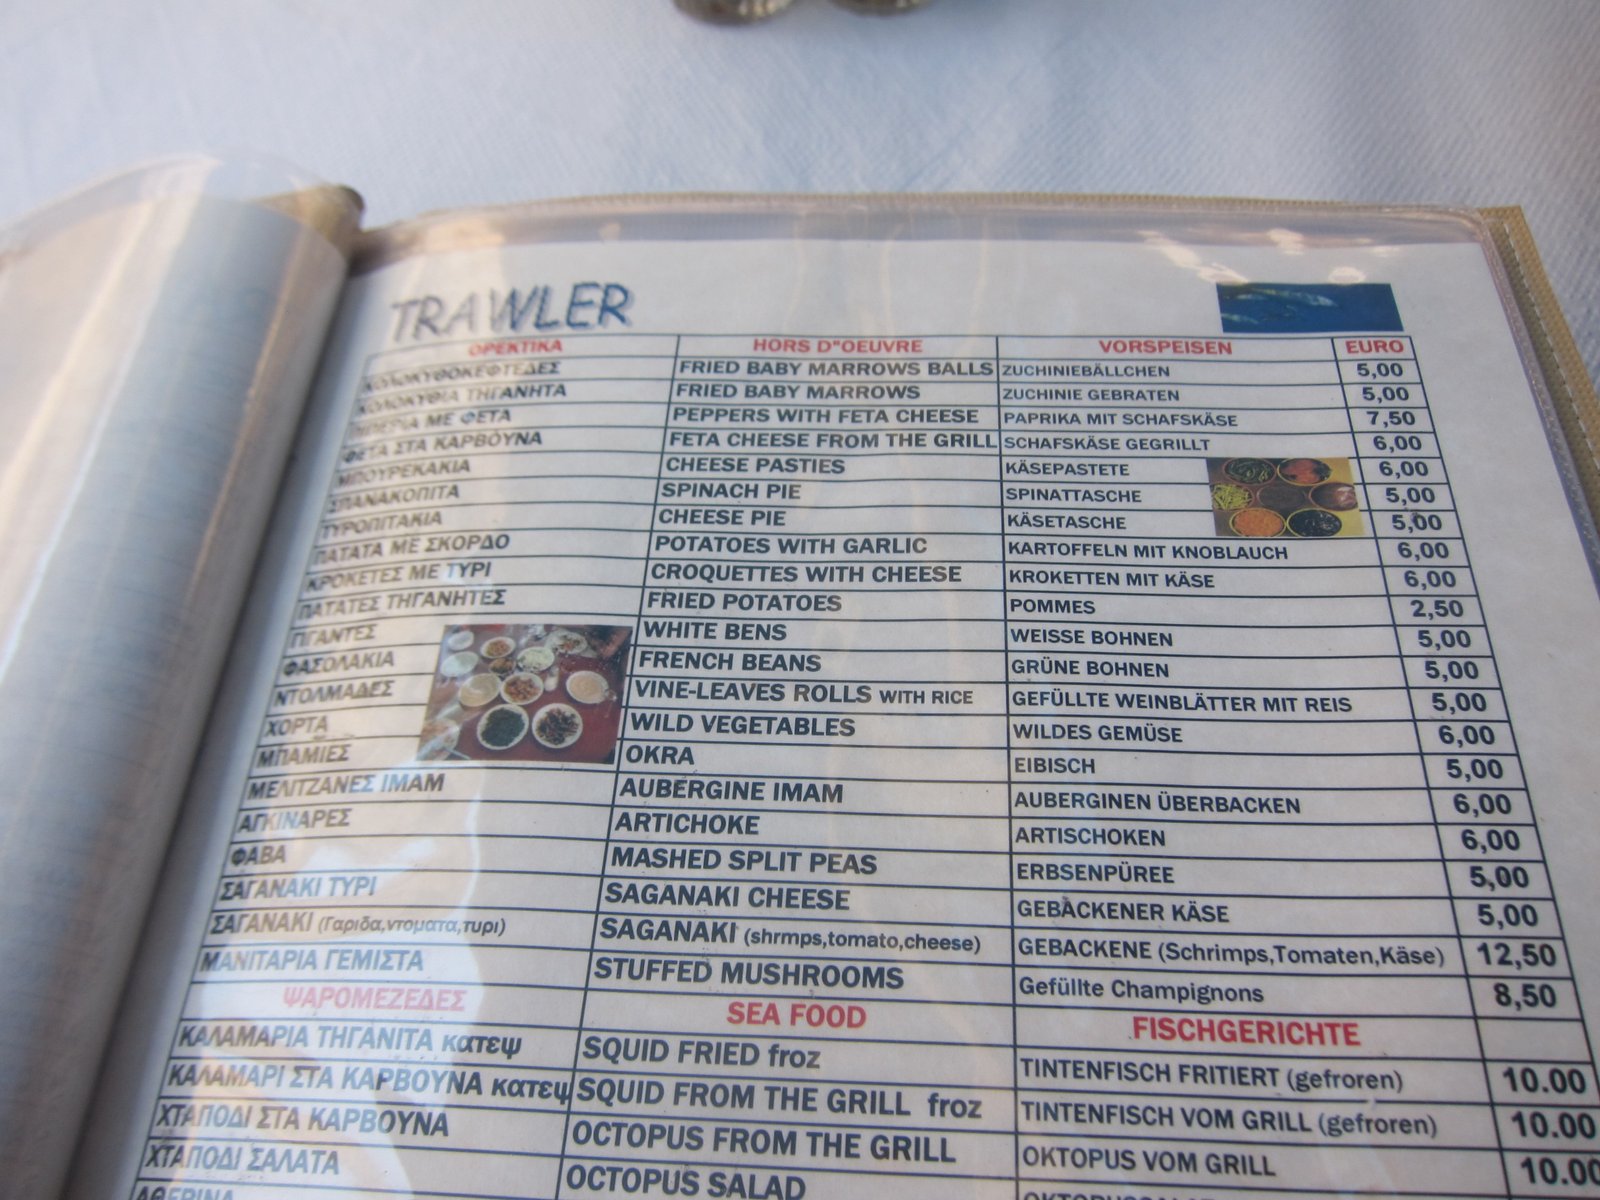 TRAWLER
ΟΡΕΚΤΙΚΑ HORS D"OEUVRE VORSPEISEN EURO
ΚΟΛΟΚΥΘΟΚΕΦΤΕΔΕΣ FRIED BABY MARROWS BALLS ZUCHINIEBÄLLCHEN 5,00
ΚΟΛΟΚΥΘΙΑ ΤΗΓΑΝΗΤΑ FRIED BABY MARROWS ZUCHINIE GEBRATEN 5,00
ΠΙΠΕΡΙΑ ΜΕ ΦΕΤΑ PEPPERS WITH FETA CHEESE PAPRIKA MIT SCHAFSKÄSE 7,50
ΦΕΤΑ ΣΤΑ ΚΑΡΒΟΥΝΑ FETA CHEESE FROM THE GRILL SCHAFSKÄSE GEGRILLT 6,00
ΜΠΟΥΡΕΚΑΚΙΑ CHEESE PASTIES KÄSEPASTETE 6,00
ΣΠΑΝΑΚΟΠΙΤΑ SPINACH PIE SPINATTASCHE 5,00
ΤΥΡΟΠΙΤΑΚΙΑ CHEESE PIE KÄSETASCHE 5,00
ΠΑΤΑΤΑ ΜΕ ΣΚΟΡΔΟ POTATOES WITH GARLIC KARTOFFELN MIT KNOBLAUCH 6,00
ΚΡΟΚΕΤΕΣ ΜΕ ΤΥΡΙ CROQUETTES WITH CHEESE KROKETTEN MIT KÄSE 6,00
ΠΑΤΑΤΕΣ ΤΗΓΑΝΗΤΕΣ FRIED POTATOES POMMES 2,50
ΓΙΓΑΝΤΕΣ WHITE BENS WEISSE BOHNEN 5,00
ΦΑΣΟΛΑΚΙΑ FRENCH BEANS GRÜNE BOHNEN 5,00
ΝΤΟΛΜΑΔΕΣ VINE-LEAVES ROLLS WITH RICE GEFÜLLTE WEINBLÄTTER MIT REIS 5,00
ΧΟΡΤΑ WILD VEGETABLES WILDES GEMÜSE 6,00
ΜΠΑΜΙΕΣ OKRA EIBISCH 5,00
ΜΕΛΙΤΖΑΝΕΣ ΙΜΑΜ AUBERGINE IMAM AUBERGINEN ÜBERBACKEN 6,00
ΑΓΚΙΝΑΡΕΣ ARTICHOKE ARTISCHOKEN 6,00
ΦΑΒΑ MASHED SPLIT PEAS ERBSENPÜREE 5,00
ΣΑΓΑΝΑΚΙ ΤΥΡΙ SAGANAKI CHEESE GEBACKENER KÄSE 5,00
ΣΑΓΑΝΑΚΙ (Γαριδα,ντοματα,τυρι) SAGANAKI (shrmps,tomato,cheese) GEBACKENE (Schrimps,Tomaten,Käse) 12,50
ΜΑΝΙΤΑΡΙΑ ΓΕΜΙΣΤΑ STUFFED MUSHROOMS Gefüllte Champignons 8,50
ΨΑΡΟΜΕΖΕΔΕΣ SEA FOOD FISCHGERICHTE
ΚΑΛΑΜΑΡΙΑ ΤΗΓΑΝΙΤΑ κατεψ SQUID FRIED froz TINTENFISCH FRITIERT (gefroren) 10.00
ΚΑΛΑΜΑΡΙ ΣΤΑ ΚΑΡΒΟΥΝΑ κατεψ SQUID FROM THE GRILL froz TINTENFISCH VOM GRILL (gefroren) 10.00
ΧΤΑΠΟΔΙ ΣΤΑ ΚΑΡΒΟΥΝΑ OCTOPUS FROM THE GRILL OKTOPUS VOM GRILL 10.00
ΧΤΑΠΟΔΙ ΣΑΛΑΤΑ OCTOPUS SALAD
ΑΘΕΡΙΝΑ